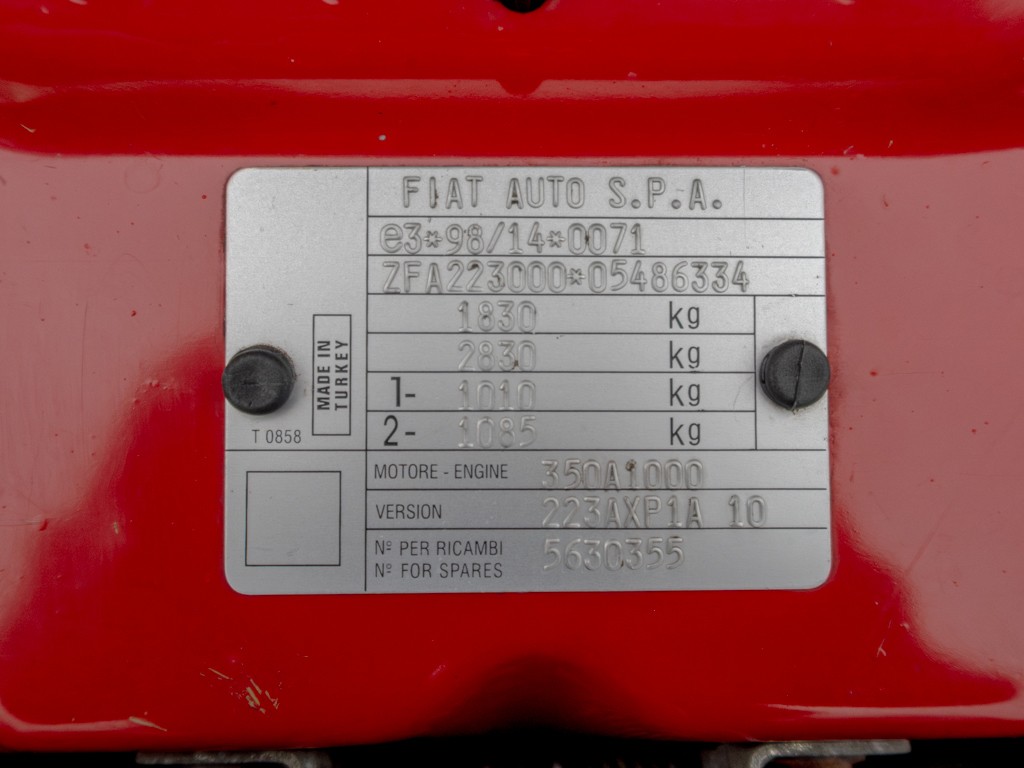 FIAT AUTO S.P.A.
e3*98/14*0071
ZFA223000*05486334
1830 kg
2830 kg
1- 1010 kg
2- 1085 kg
MADE IN
TURKEY
T 0858
MOTORE - ENGINE 350A1000
VERSION 223AXP1A 10
Nº PER RICAMBI 5630355
Nº FOR SPARES